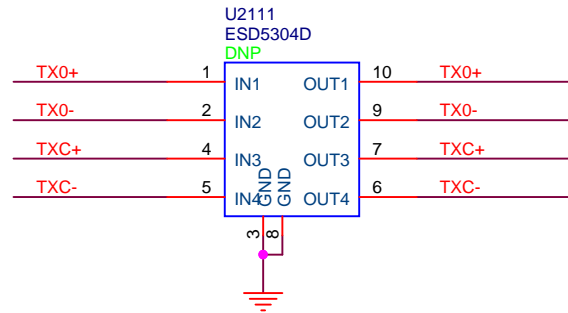 U2111
ESD5304D
DNP
TX0+ 1 IN1 OUT1 10 TX0+
TX0- 2 IN2 OUT2 9 TX0-
TXC+ 4 IN3 OUT3 7 TXC+
TXC- 5 IN4 OUT4 6 TXC-
GND GND
3 8